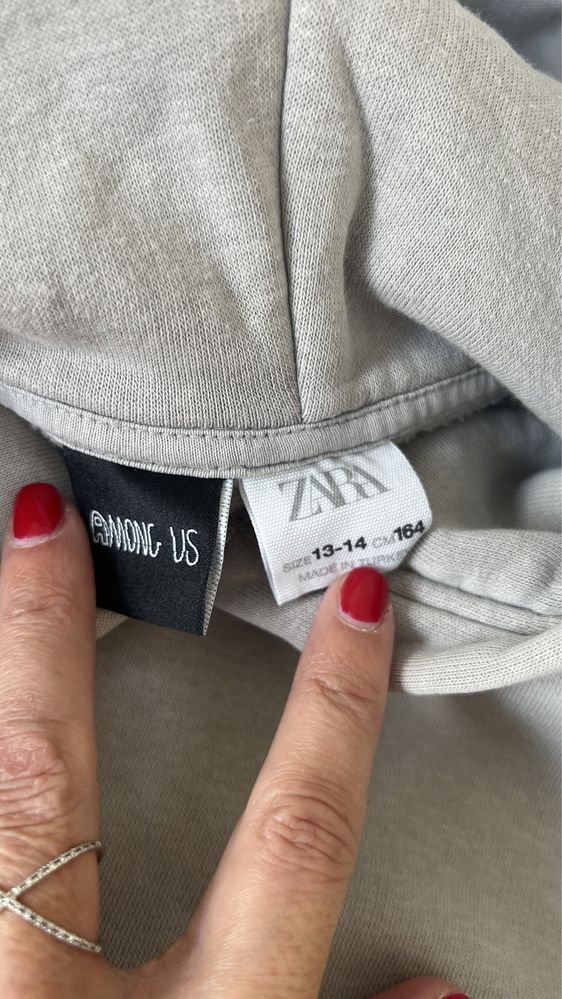 AMONG US
ZARA
SIZE 13-14 CM 164
MADE IN TURKEY